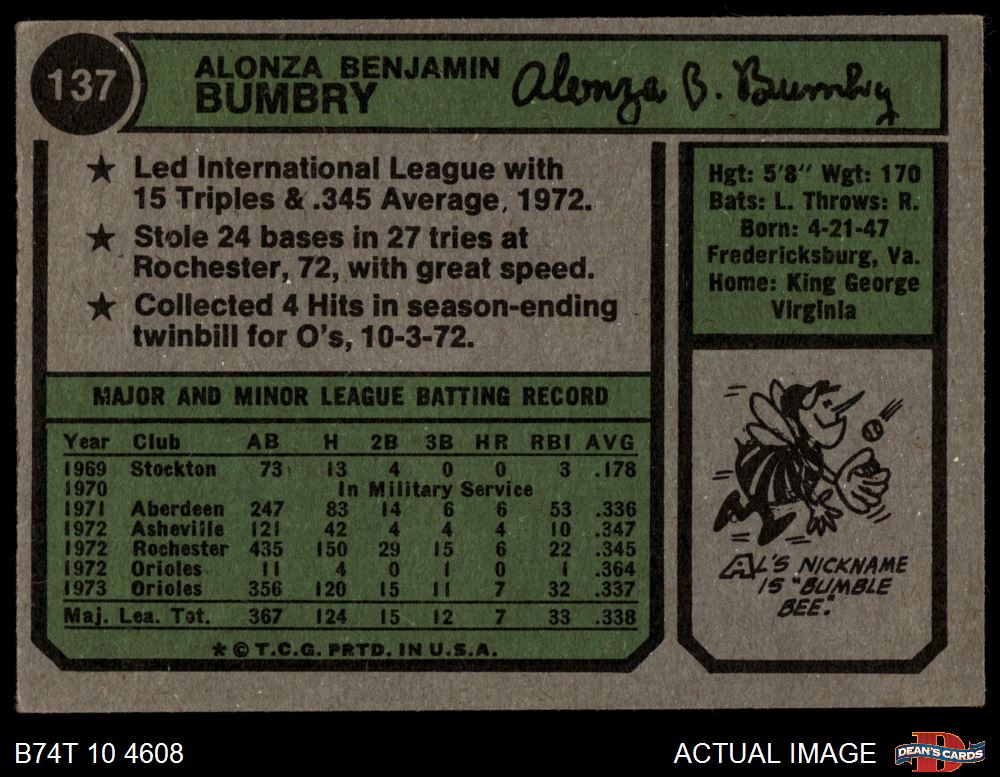 137
ALONZA BENJAMIN
BUMBRY
Alonza B. Bumbry
★ Led International League with
15 Triples & .345 Average, 1972.
★ Stole 24 bases in 27 tries at
Rochester, 72, with great speed.
★ Collected 4 Hits in season-ending
twinbill for O's, 10-3-72.
Hgt: 5'8" Wgt: 170
Bats: L. Throws: R.
Born: 4-21-47
Fredericksburg, Va.
Home: King George
Virginia
MAJOR AND MINOR LEAGUE BATTING RECORD
Year Club AB H 2B 3B HR RBI AVG
1969 Stockton 73 13 4 0 0 3 .178
1970 In Military Service
1971 Aberdeen 247 83 14 6 6 53 .336
1972 Asheville 121 42 4 4 4 10 .347
1972 Rochester 435 150 29 15 6 22 .345
1972 Orioles 11 4 0 1 0 1 .364
1973 Orioles 356 120 15 11 7 32 .337
Maj. Lea. Tot. 367 124 15 12 7 33 .338
* © T.C.G. PRTD. IN U.S.A.
AL'S NICKNAME
IS "BUMBLE
BEE."
B74T 10 4608
ACTUAL IMAGE
D
DEAN'S CARDS